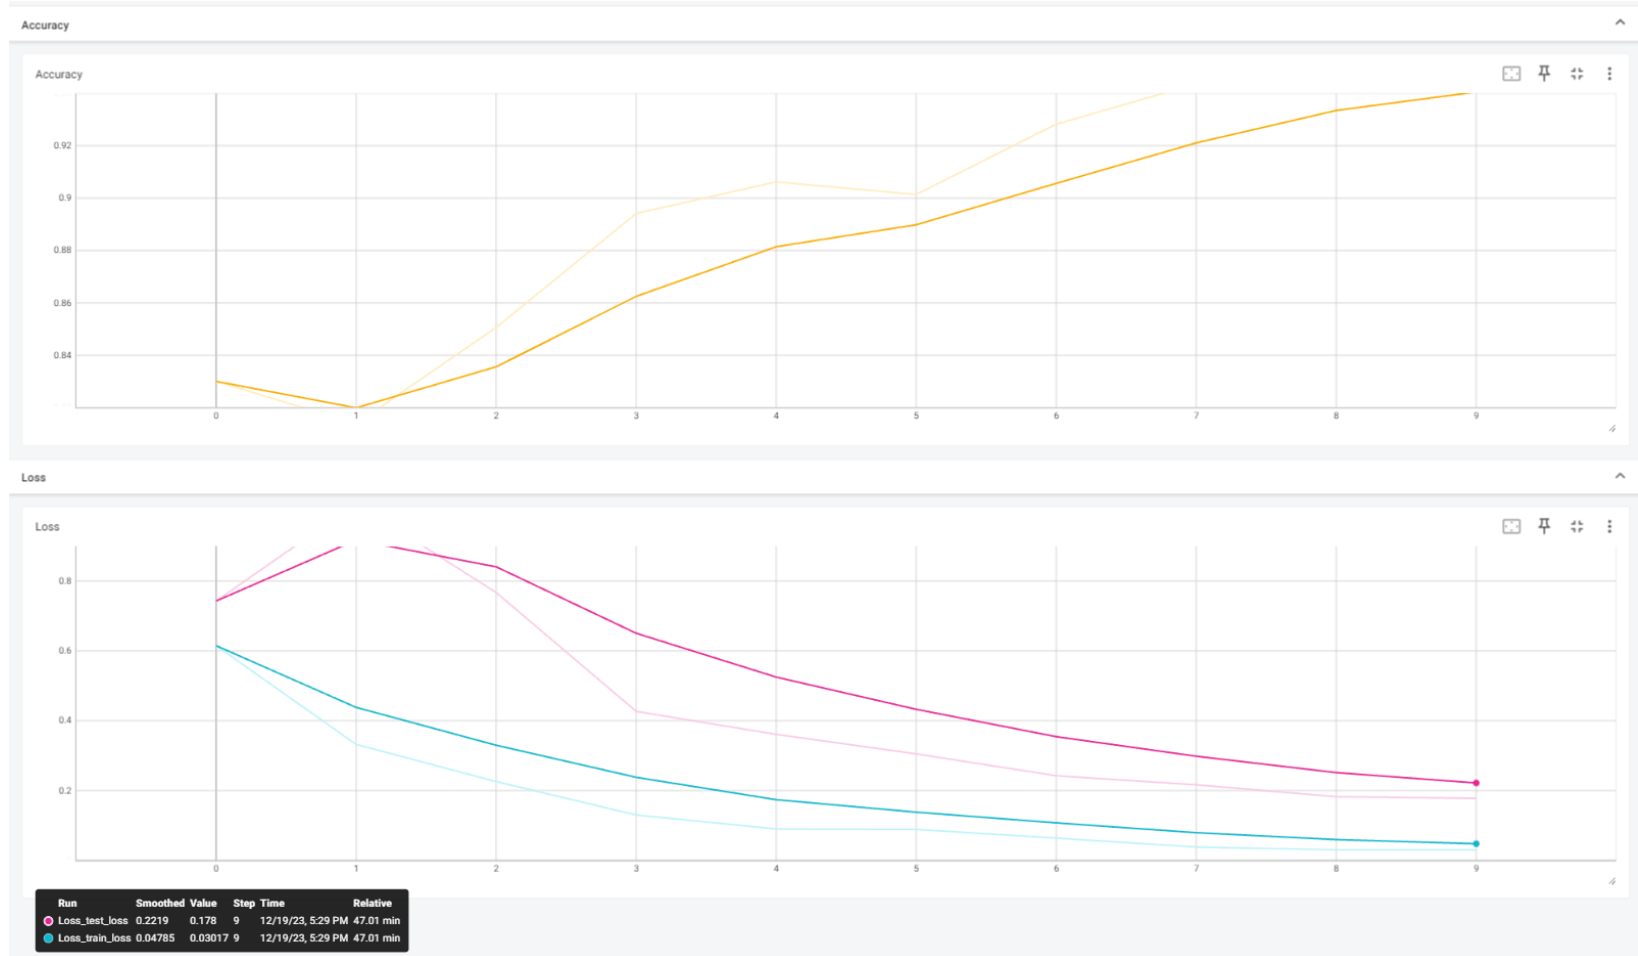 Accuracy
Accuracy
0.92
0.9
0.88
0.86
0.84
0 1 2 3 4 5 6 7 8 9
Loss
Loss
0.8
0.6
0.4
0.2
0 1 2 3 4 5 6 7 8 9
Run Smoothed Value Step Time Relative
Loss_test_loss 0.2219 0.178 9 12/19/23, 5:29 PM 47.01 min
Loss_train_loss 0.04785 0.03017 9 12/19/23, 5:29 PM 47.01 min